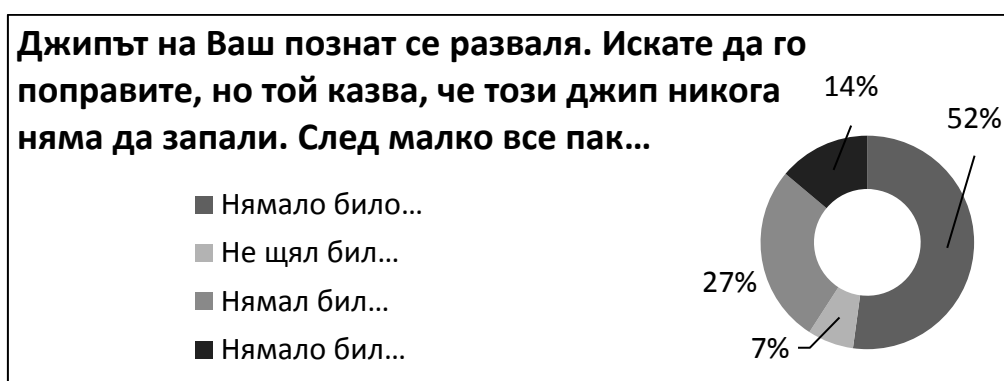 Джипът на Ваш познат се разваля. Искате да го
поправите, но той казва, че този джип никога
няма да запали. След малко все пак…
14%
52%
Нямало било…
Не щял бил…
Нямал бил…
27%
Нямало бил…
7%